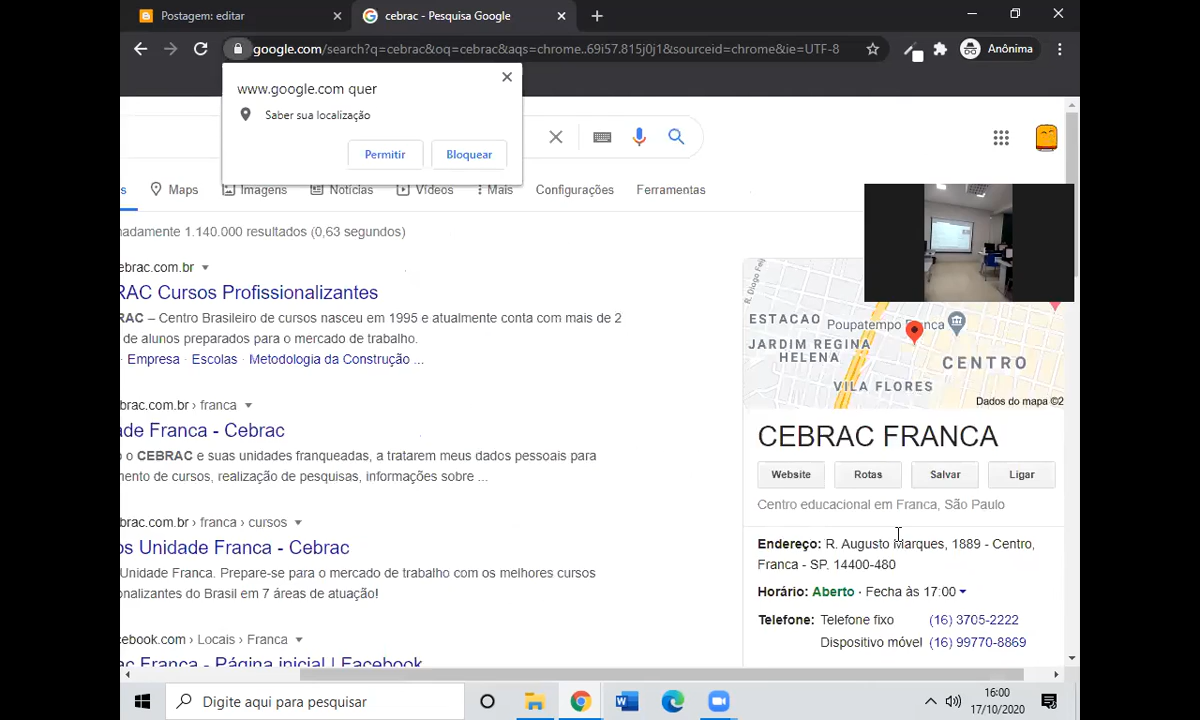 Postagem: editar
cebrac - Pesquisa Google
google.com/search?q=cebrac&oq=cebrac&aqs=chrome..69i57.815j0j1&sourceid=chrome&ie=UTF-8
Anônima
www.google.com quer
Saber sua localização
Permitir
Bloquear
s
Maps
Imagens
Notícias
Vídeos
Mais
Configurações
Ferramentas
nadamente 1.140.000 resultados (0,63 segundos)
ebrac.com.br
RAC Cursos Profissionalizantes
RAC – Centro Brasileiro de cursos nasceu em 1995 e atualmente conta com mais de 2
de alunos preparados para o mercado de trabalho.
Empresa · Escolas · Metodologia da Construção ...
brac.com.br › franca
ade Franca - Cebrac
o o CEBRAC e suas unidades franqueadas, a tratarem meus dados pessoais para
mento de cursos, realização de pesquisas, informações sobre ...
brac.com.br › franca › cursos
os Unidade Franca - Cebrac
Unidade Franca. Prepare-se para o mercado de trabalho com os melhores cursos
onalizantes do Brasil em 7 áreas de atuação!
cebook.com › Locais › Franca
ac Franca - Página inicial | Facebook
R. Diogo Feij
ESTACAO
Poupatempo Franca
JARDIM REGINA
HELENA
CENTRO
VILA FLORES
Dados do mapa ©2
CEBRAC FRANCA
Website
Rotas
Salvar
Ligar
Centro educacional em Franca, São Paulo
Endereço: R. Augusto Marques, 1889 - Centro,
Franca - SP, 14400-480
Horário: Aberto · Fecha às 17:00
Telefone: Telefone fixo (16) 3705-2222
Dispositivo móvel (16) 99770-8869
Digite aqui para pesquisar
16:00
17/10/2020